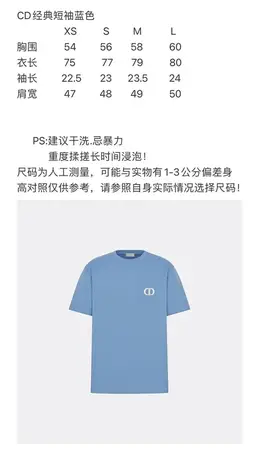 CD经典短袖蓝色
XS S M L
胸围 54 56 58 60
衣长 75 77 79 80
袖长 22.5 23 23.5 24
肩宽 47 48 49 50
PS:建议干洗.忌暴力
重度揉搓长时间浸泡!
尺码为人工测量，可能与实物有1-3公分偏差身
高对照仅供参考，请参照自身实际情况选择尺码!
CD